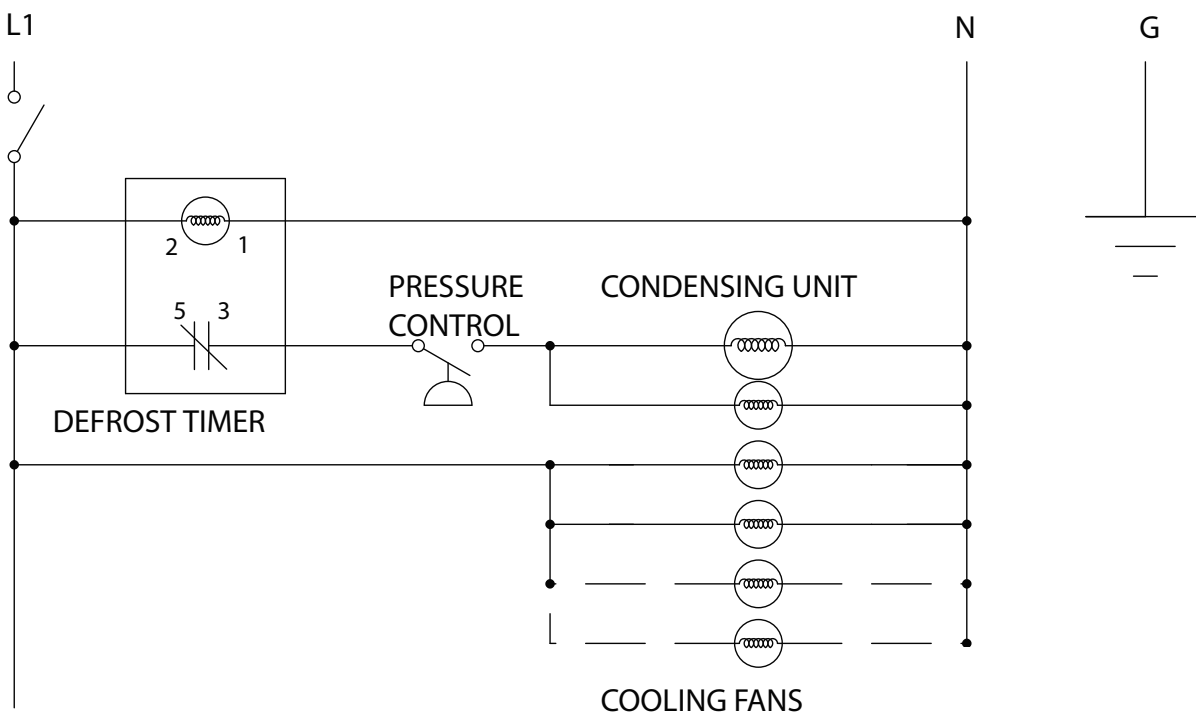 L1
N
G
2
1
PRESSURE
CONTROL
CONDENSING UNIT
5
3
DEFROST TIMER
COOLING FANS